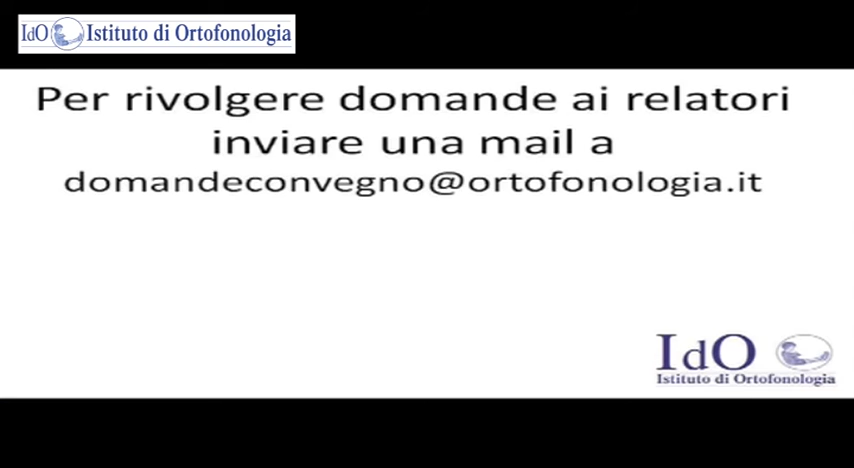 IdO Istituto di Ortofonologia
Per rivolgere domande ai relatori
inviare una mail a
domandeconvegno@ortofonologia.it
IdO
Istituto di Ortofonologia